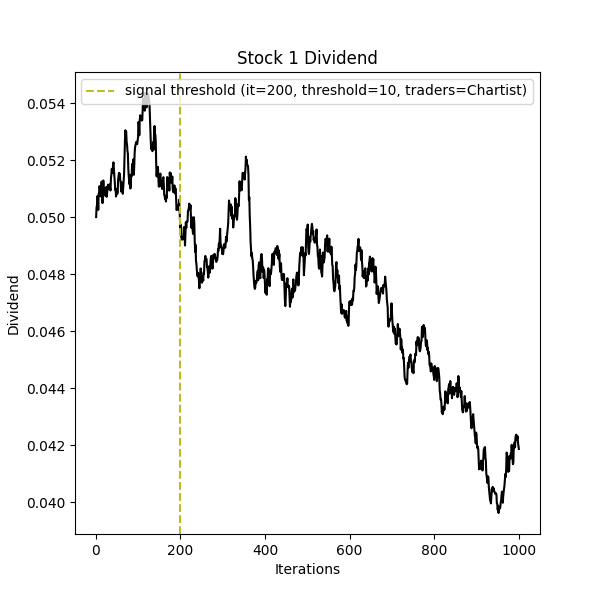 Stock 1 Dividend
signal threshold (it=200, threshold=10, traders=Chartist)
Dividend
0.054
0.052
0.050
0.048
0.046
0.044
0.042
0.040
0 200 400 600 800 1000
Iterations